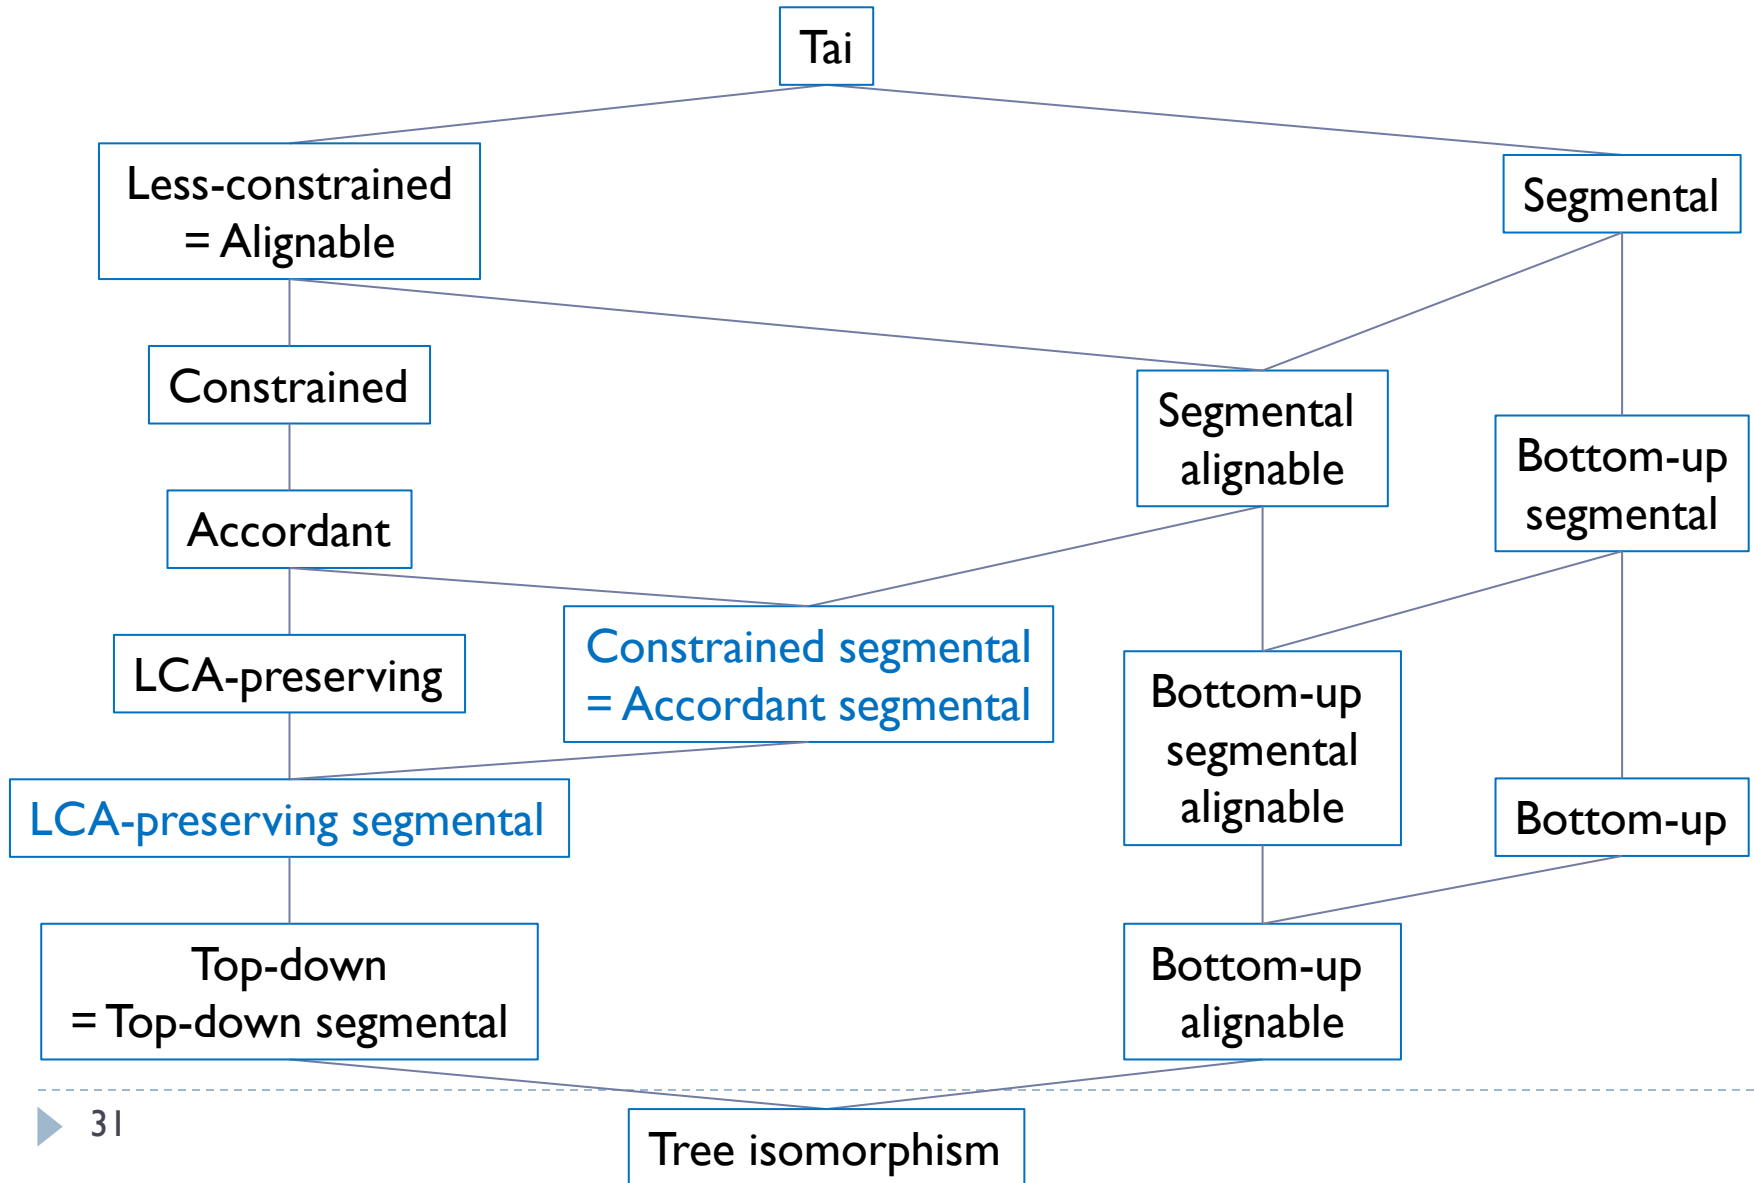 Tai
Less-constrained
= Alignable
Segmental
Constrained
Segmental
alignable
Bottom-up
segmental
Accordant
Constrained segmental
= Accordant segmental
LCA-preserving
Bottom-up
segmental
alignable
LCA-preserving segmental
Bottom-up
Top-down
= Top-down segmental
Bottom-up
alignable
31
Tree isomorphism